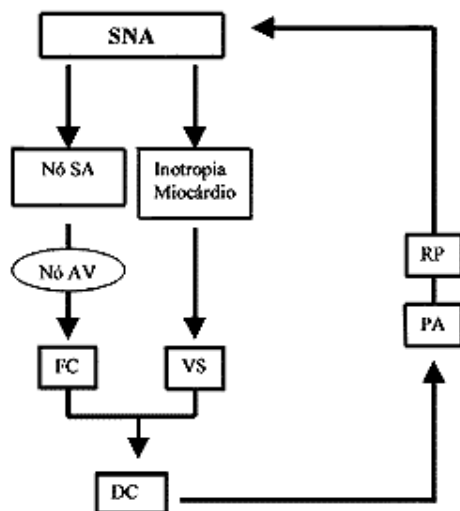 SNA
Nó SA
Inotropia
Miocárdio
Nó AV
RP
PA
FC
VS
DC